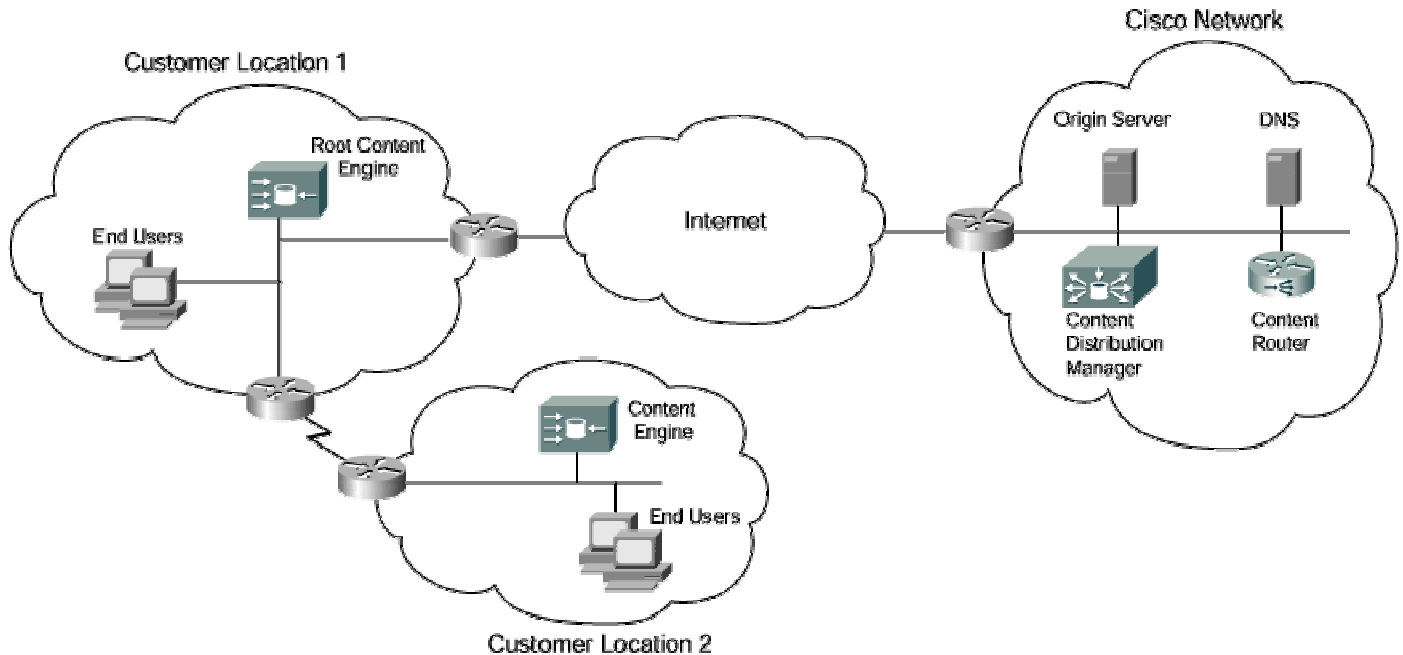 Cisco Network
Customer Location 1
Origin Server
DNS
Root Content
Engine
Internet
End Users
Content
Distribution
Manager
Content
Router
Content
Engine
End Users
Customer Location 2